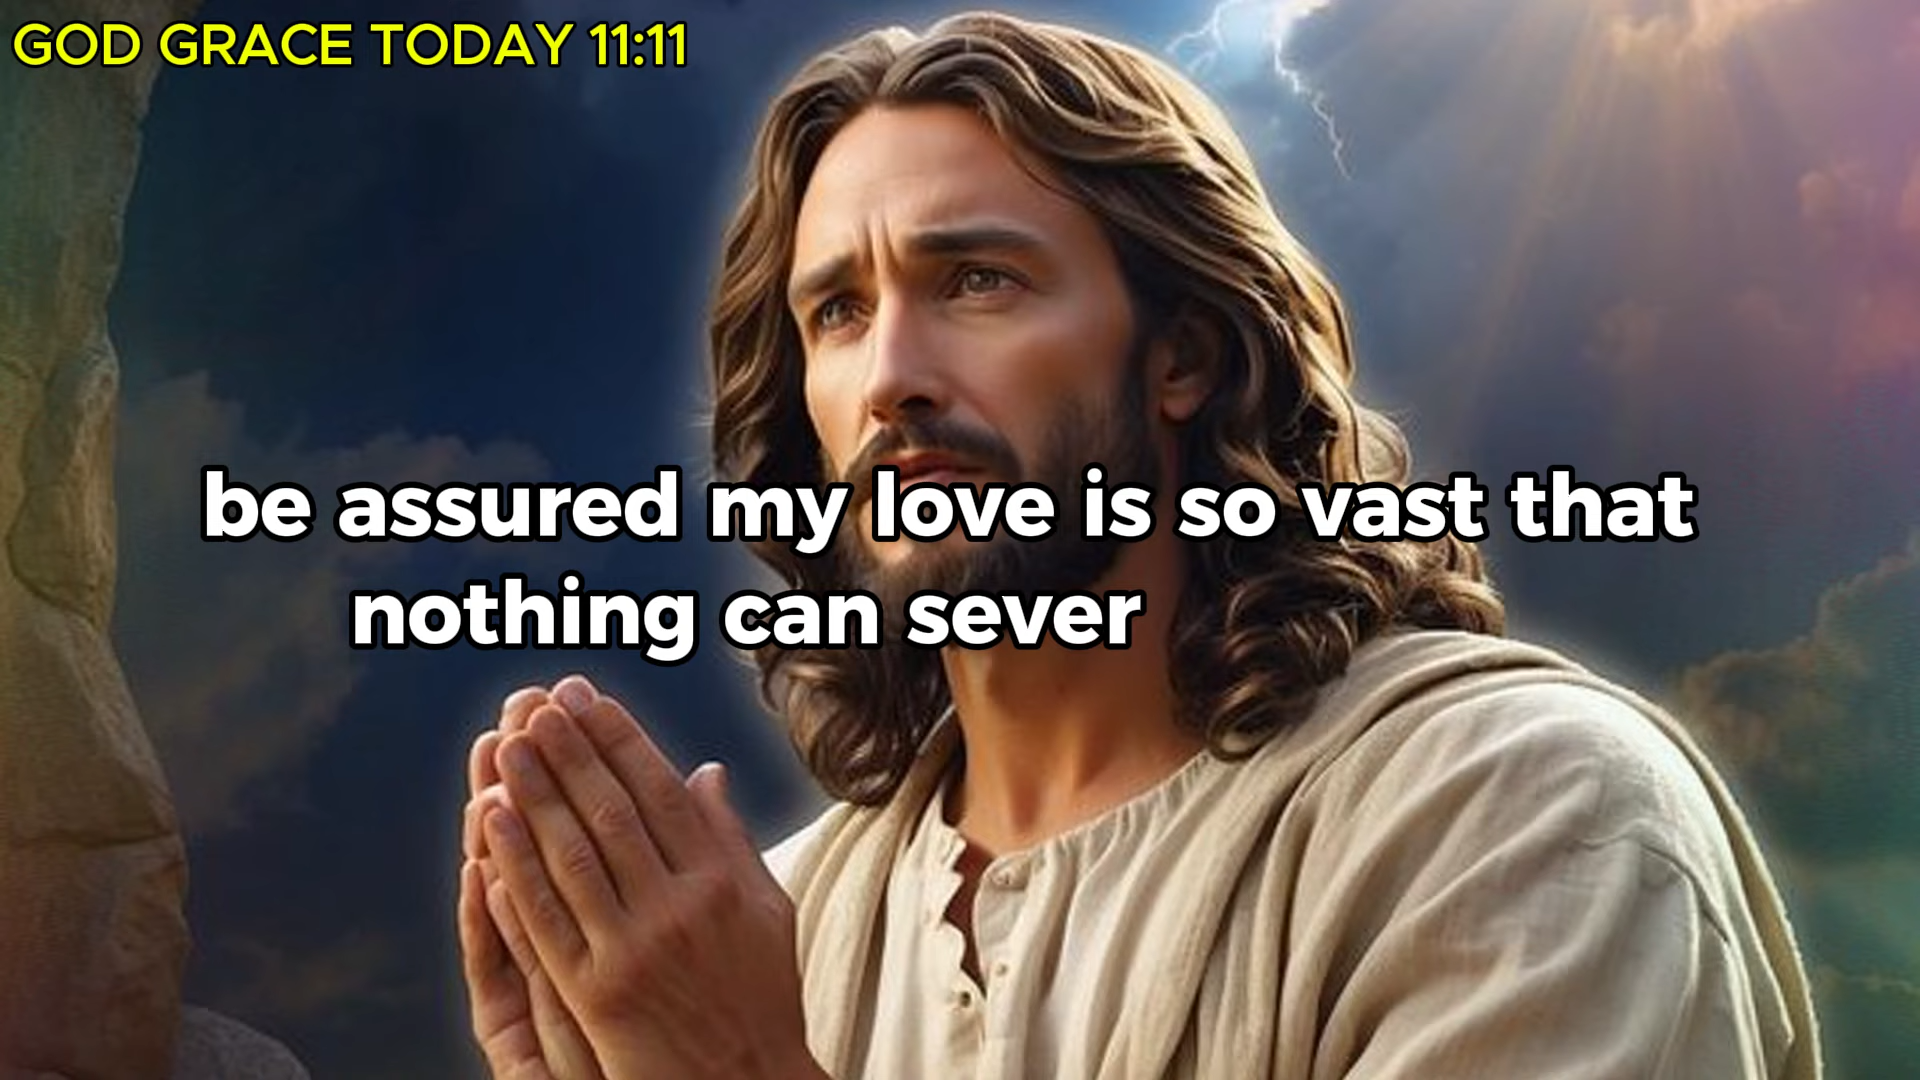 GOD GRACE TODAY 11:11
be assured my love is so vast that
nothing can sever